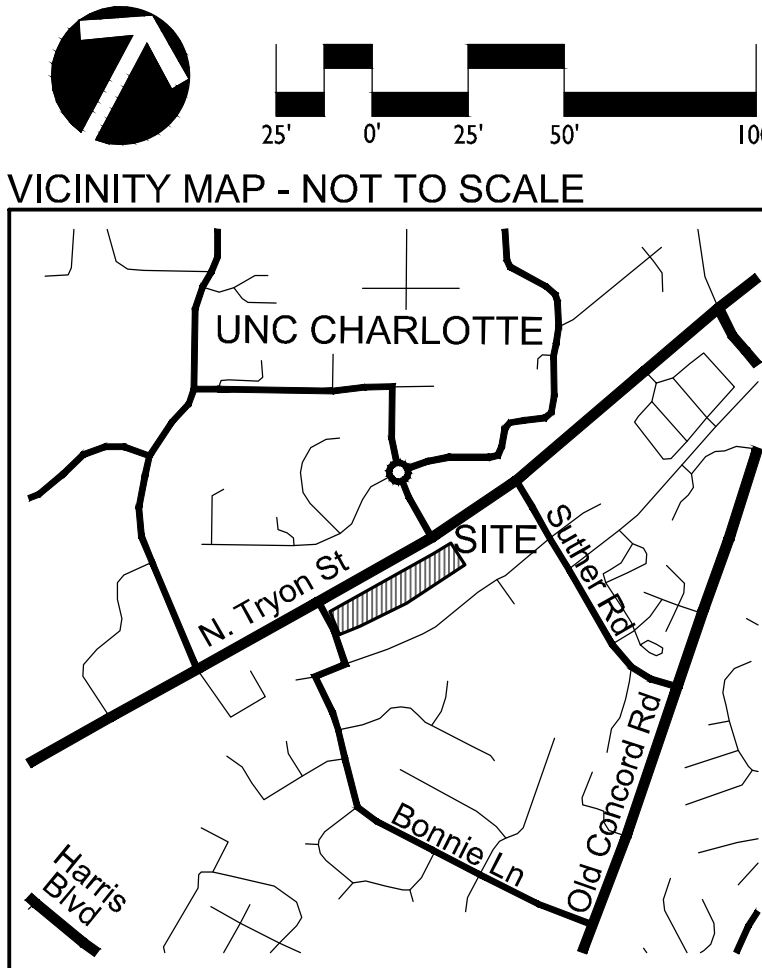 25' 0' 25' 50' 10
VICINITY MAP - NOT TO SCALE
UNC CHARLOTTE
SITE
Suther Rd
N. Tryon St
Old Concord Rd
Bonnie Ln
Harris
Blvd